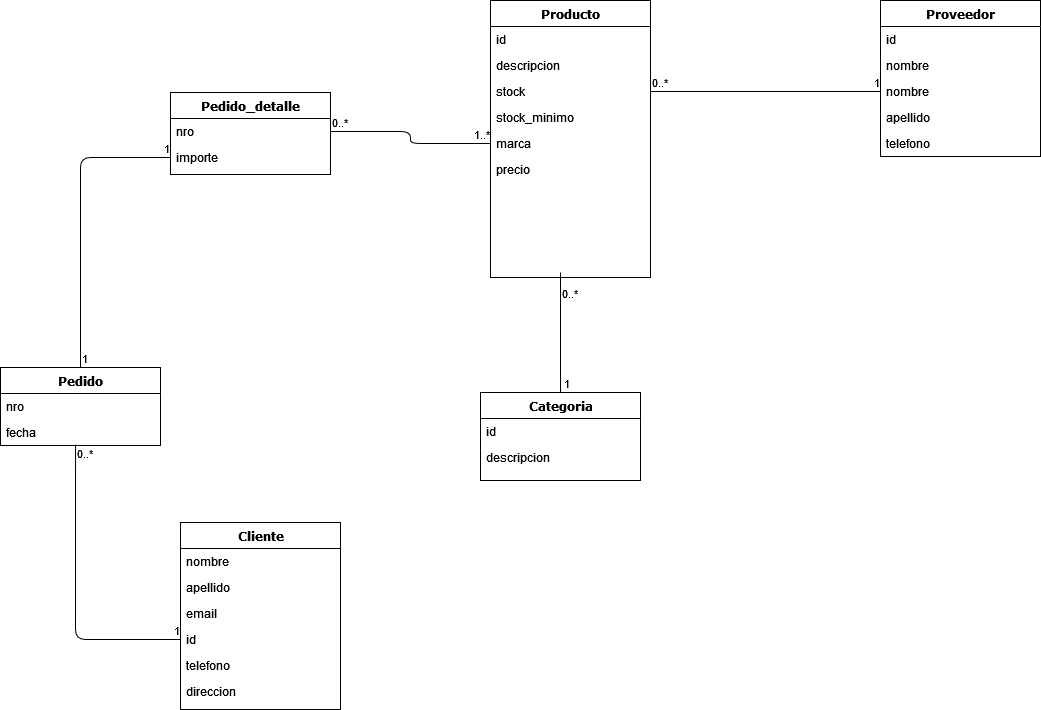 Producto
id
descripcion
stock
stock_minimo
marca
precio
Proveedor
id
nombre
nombre
apellido
telefono
0..*
1
Pedido_detalle
nro
importe
0..*
1..*
1
1
Pedido
nro
fecha
0..*
0..*
1
Categoria
id
descripcion
Cliente
nombre
apellido
email
id
telefono
direccion
1